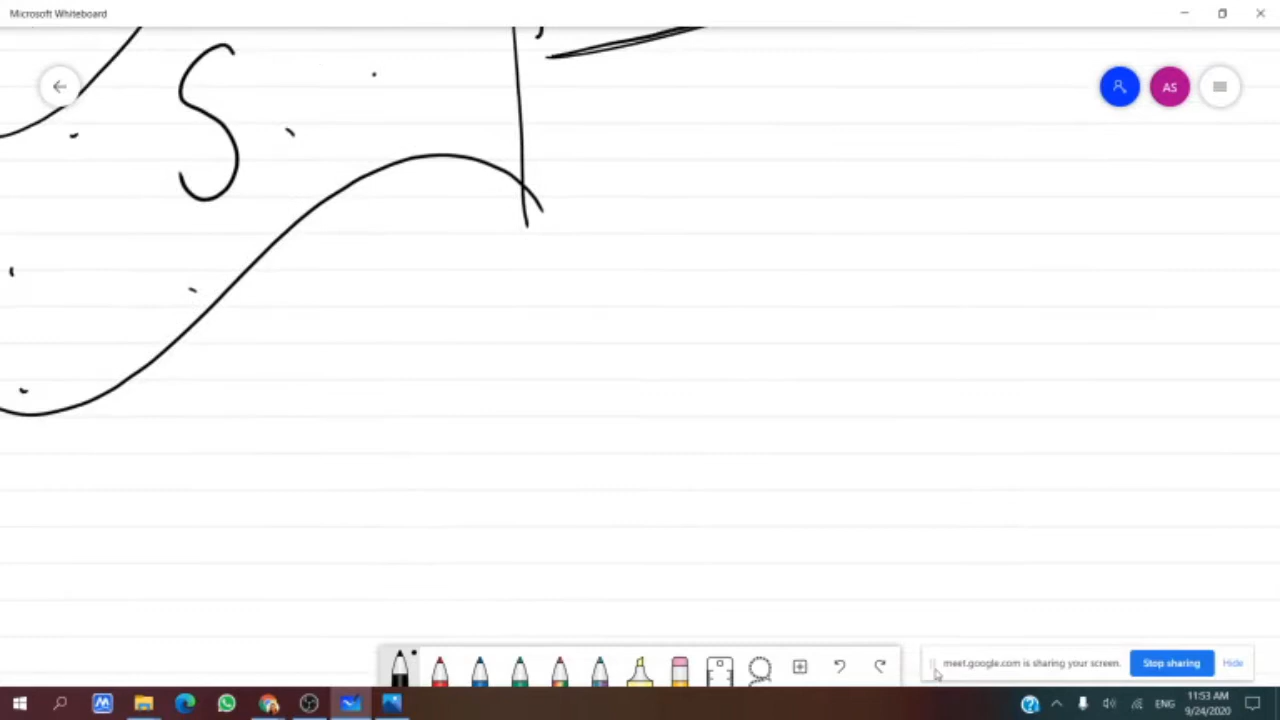 Microsoft Whiteboard
S
AS
meet.google.com is sharing your screen.
Stop sharing
Hide
ENG
11:53 AM
9/24/2020